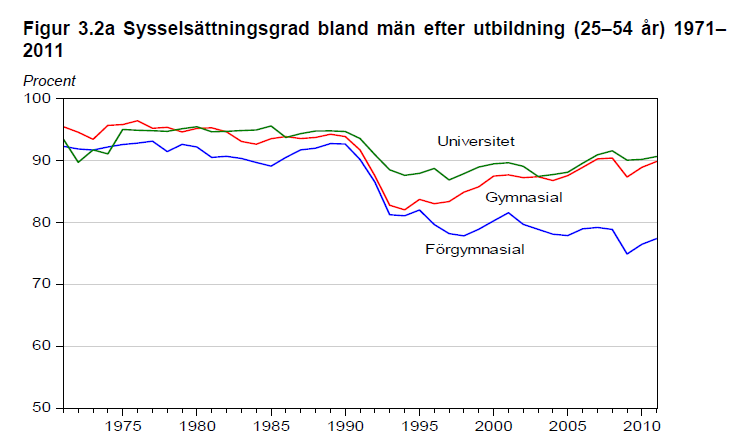 Figur 3.2a Sysselsättningsgrad bland män efter utbildning (25–54 år) 1971–
2011
Procent
100
90
80
70
60
50
Universitet
Gymnasial
Förgymnasial
1975 1980 1985 1990 1995 2000 2005 2010